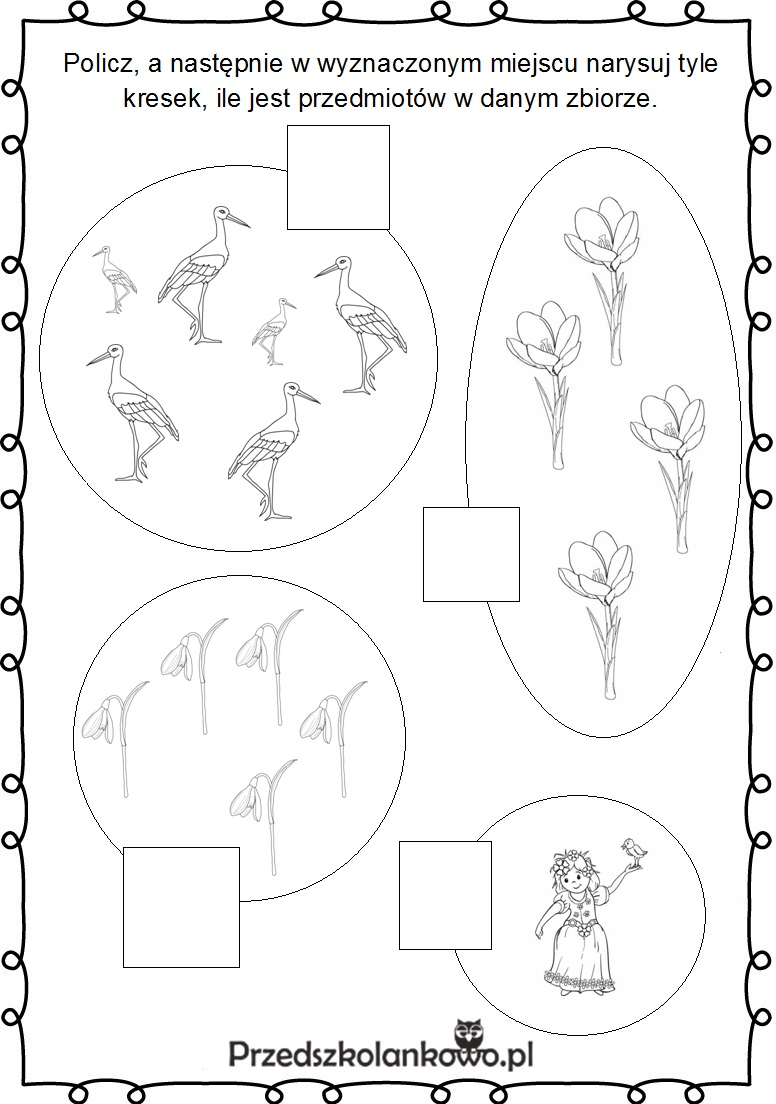 Policz, a następnie w wyznaczonym miejscu narysuj tyle
kresek, ile jest przedmiotów w danym zbiorze.
Przedszkolankowo.pl